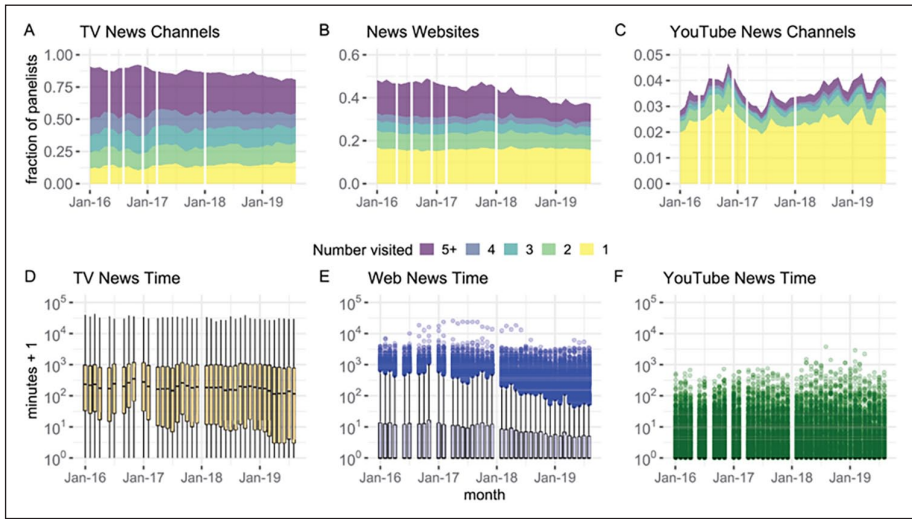 A TV News Channels
B News Websites
C YouTube News Channels
fraction of panelists
1.00
0.75
0.50
0.25
0.00
0.6
0.4
0.2
0.0
0.05
0.04
0.03
0.02
0.01
0.00
Jan-16 Jan-17 Jan-18 Jan-19
Jan-16 Jan-17 Jan-18 Jan-19
Jan-16 Jan-17 Jan-18 Jan-19
Number visited 5+ 4 3 2 1
D TV News Time
E Web News Time
F YouTube News Time
minutes + 1
10⁵
10⁴
10³
10²
10¹
10⁰
10⁵
10⁴
10³
10²
10¹
10⁰
10⁵
10⁴
10³
10²
10¹
10⁰
Jan-16 Jan-17 Jan-18 Jan-19
Jan-16 Jan-17 Jan-18 Jan-19
Jan-16 Jan-17 Jan-18 Jan-19
month